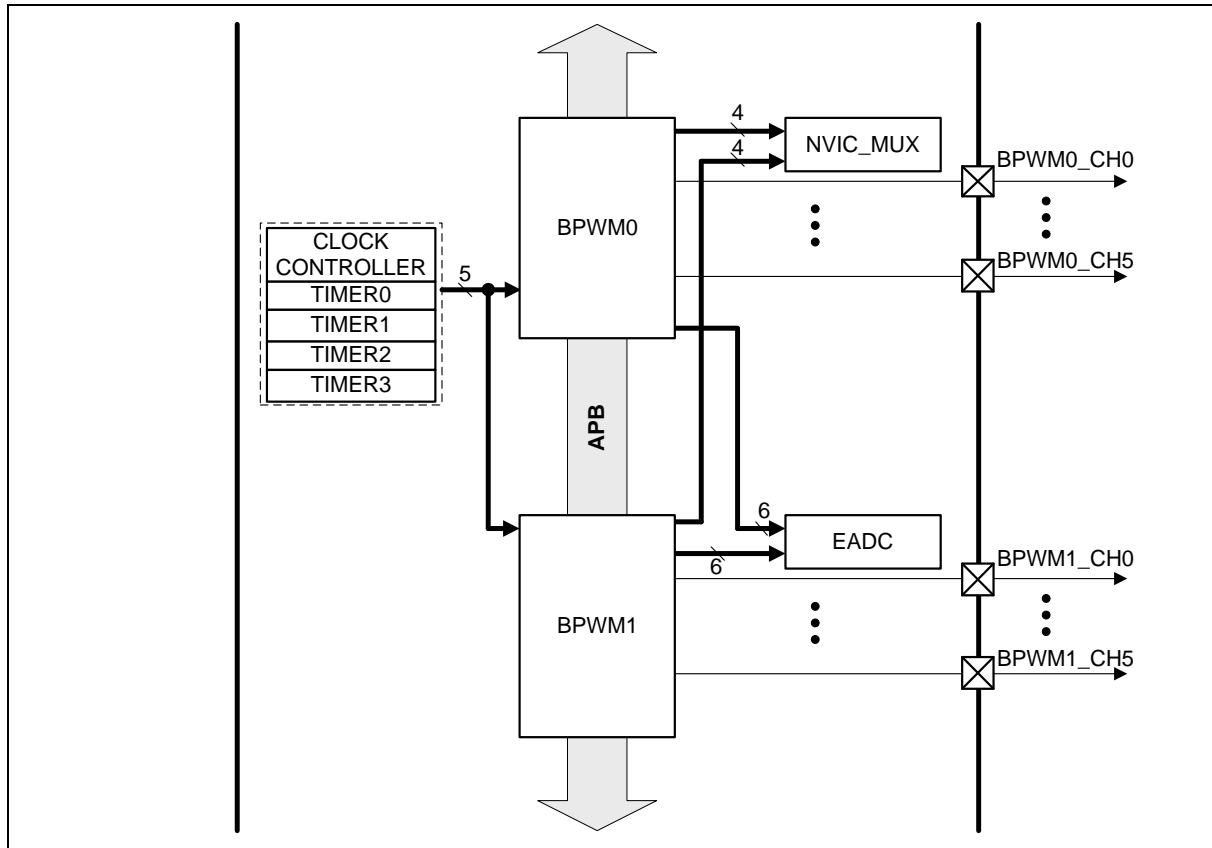 4
4
NVIC_MUX
BPWM0_CH0
BPWM0
CLOCK
CONTROLLER
TIMER0
TIMER1
TIMER2
TIMER3
5
BPWM0_CH5
APB
6
6
EADC
BPWM1_CH0
BPWM1
BPWM1_CH5